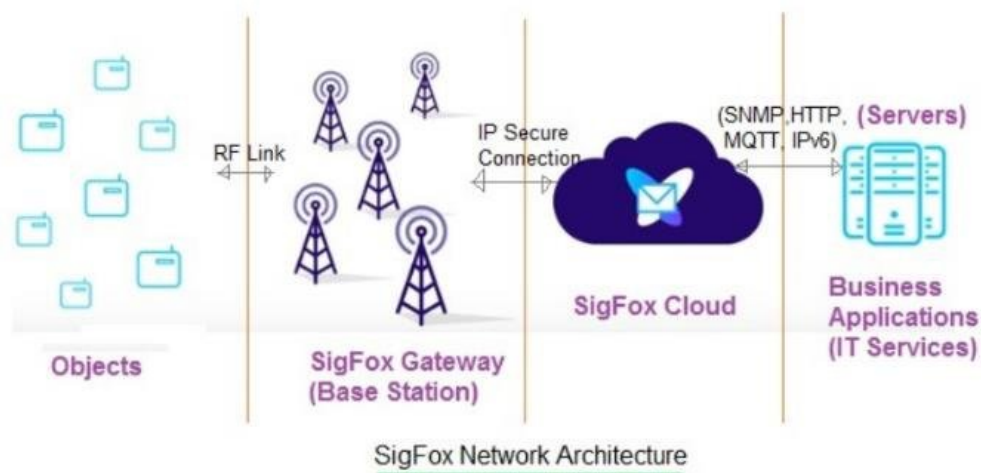 Objects
RF Link
SigFox Gateway
(Base Station)
IP Secure
Connection
SigFox Cloud
(SNMP,HTTP,
MQTT, IPv6)
(Servers)
Business
Applications
(IT Services)
SigFox Network Architecture